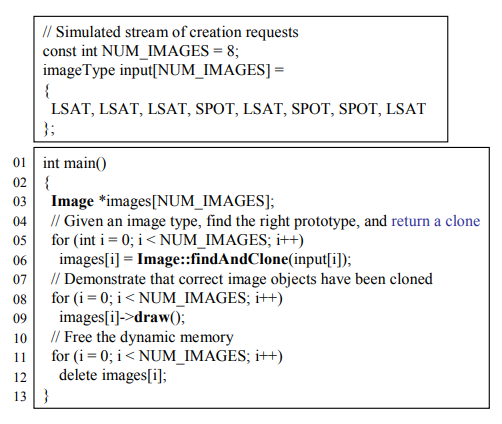 // Simulated stream of creation requests
const int NUM_IMAGES = 8;
imageType input[NUM_IMAGES] =
{
LSAT, LSAT, LSAT, SPOT, LSAT, SPOT, SPOT, LSAT
};
01 int main()
02 {
03 Image *images[NUM_IMAGES];
04 // Given an image type, find the right prototype, and return a clone
05 for (int i = 0; i < NUM_IMAGES; i++)
06 images[i] = Image::findAndClone(input[i]);
07 // Demonstrate that correct image objects have been cloned
08 for (i = 0; i < NUM_IMAGES; i++)
09 images[i]->draw();
10 // Free the dynamic memory
11 for (i = 0; i < NUM_IMAGES; i++)
12 delete images[i];
13 }